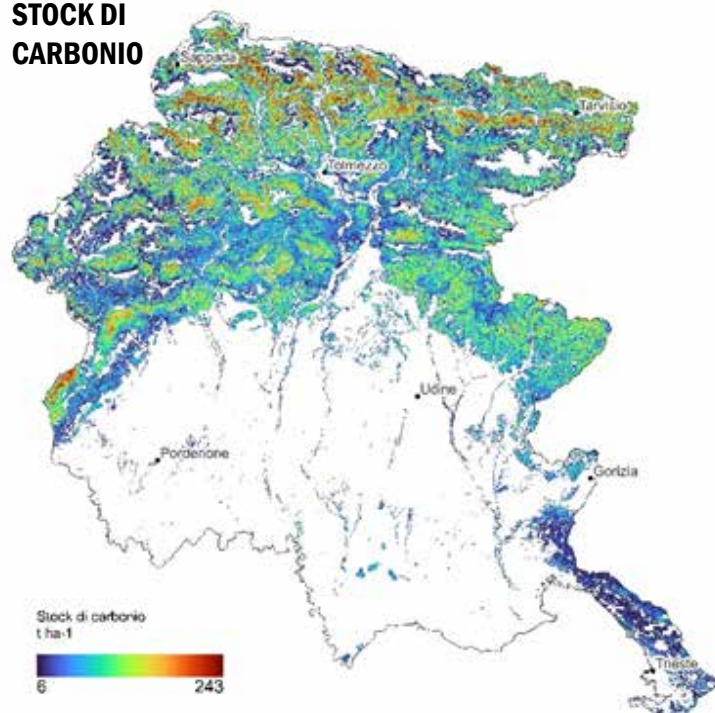 STOCK DI
CARBONIO
Sappada
Tarvisio
Tolmezzo
Udine
Pordenone
Gorizia
Stock di carbonio
t ha-1
6 243
Trieste